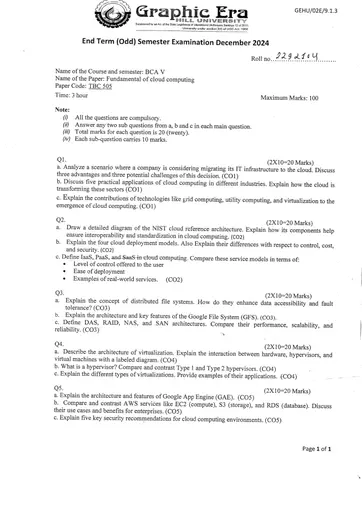 GEHU/02E/9.1.3
Graphic Era
HILL UNIVERSITY
End Term (Odd) Semester Examination December 2024
Roll no.
Name of the Course and semester: BCA V
Name of the Paper: Fundamental of cloud computing
Paper Code: TBC 505
Time: 3 hour
Maximum Marks: 100
Note:
(i) All the questions are compulsory.
(ii) Answer any two sub questions from a, b and c in each main question.
(iii) Total marks for each question is 20 (twenty).
(iv) Each sub-question carries 10 marks.
Q1.
(2X10=20 Marks)
a. Analyze a scenario where a company is considering migrating its IT infrastructure to the cloud. Discuss
three advantages and three potential challenges of this decision. (CO1)
b. Discuss five practical applications of cloud computing in different industries. Explain how the cloud is
transforming these sectors (CO1)
c. Explain the contributions of technologies like grid computing, utility computing, and virtualization to the
emergence of cloud computing. (CO1)
Q2.
(2X10=20 Marks)
a. Draw a detailed diagram of the NIST cloud reference architecture. Explain how its components help
ensure interoperability and standardization in cloud computing. (CO2)
b. Explain the four cloud deployment models. Also Explain their differences with respect to control, cost,
and security. (CO2)
c. Define IaaS, PaaS, and SaaS in cloud computing. Compare these service models in terms of:
• Level of control offered to the user
• Ease of deployment
• Examples of real-world services. (CO2)
Q3.
(2X10=20 Marks)
a. Explain the concept of distributed file systems. How do they enhance data accessibility and fault
tolerance? (CO3)
b. Explain the architecture and key features of the Google File System (GFS). (CO3).
c. Define DAS, RAID, NAS, and SAN architectures. Compare their performance, scalability, and
reliability. (CO3)
Q4.
(2X10=20 Marks)
a. Describe the architecture of virtualization. Explain the interaction between hardware, hypervisors, and
virtual machines with a labeled diagram. (CO4)
b. What is a hypervisor? Compare and contrast Type 1 and Type 2 hypervisors. (CO4)
c. Explain the different types of virtualizations. Provide examples of their applications. (CO4)
Q5.
(2X10=20 Marks)
a. Explain the architecture and features of Google App Engine (GAE). (CO5)
b. Compare and contrast AWS services like EC2 (compute), S3 (storage), and RDS (database). Discuss
their use cases and benefits for enterprises. (CO5)
c. Explain five key security recommendations for cloud computing environments. (CO5)
Page 1 of 1